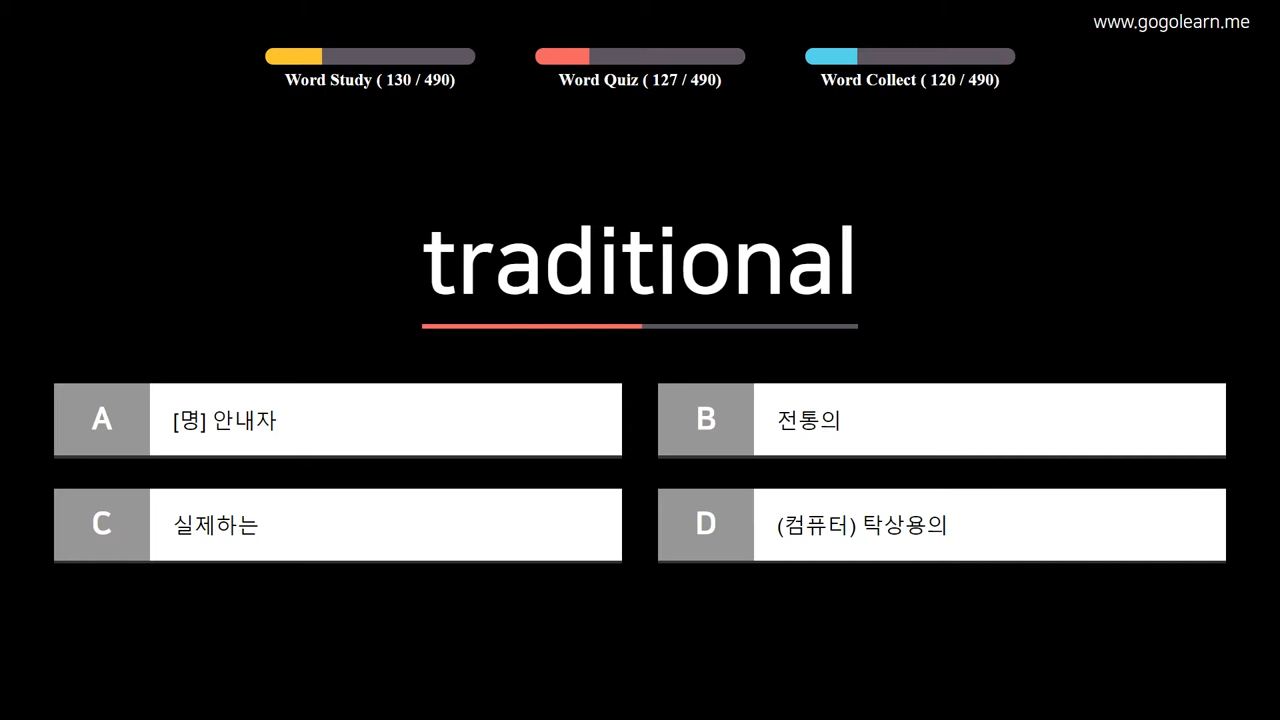 www.gogolearn.me
Word Study ( 130 / 490)
Word Quiz ( 127 / 490)
Word Collect ( 120 / 490)
traditional
A [명] 안내자
B 전통의
C 실제하는
D (컴퓨터) 탁상용의